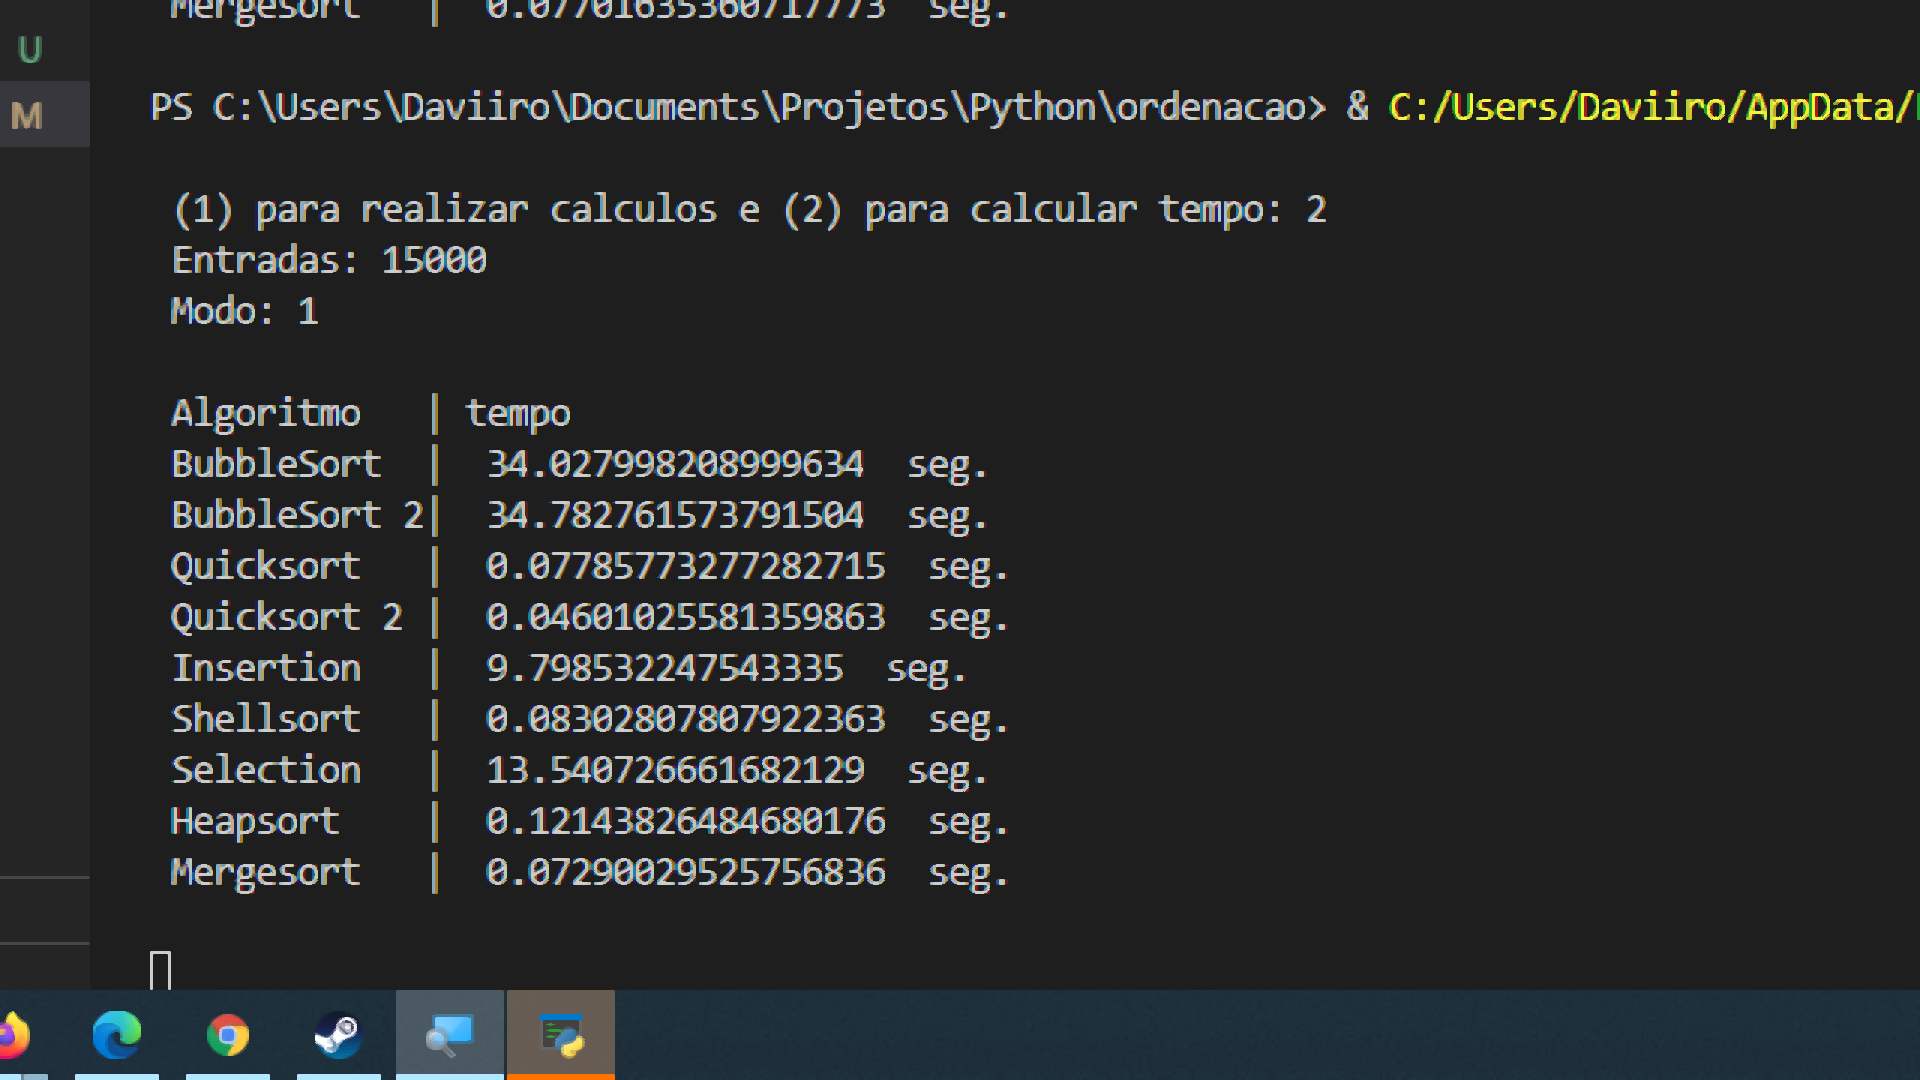 Mergesort | 0.07701635360717773 seg.
U
M
PS C:\Users\Daviiro\Documents\Projetos\Python\ordenacao> & C:/Users/Daviiro/AppData/
(1) para realizar calculos e (2) para calcular tempo: 2
Entradas: 15000
Modo: 1
Algoritmo | tempo
BubbleSort | 34.027998208999634 seg.
BubbleSort 2| 34.782761573791504 seg.
Quicksort | 0.07785773277282715 seg.
Quicksort 2 | 0.04601025581359863 seg.
Insertion | 9.798532247543335 seg.
Shellsort | 0.08302807807922363 seg.
Selection | 13.540726661682129 seg.
Heapsort | 0.12143826484680176 seg.
Mergesort | 0.07290029525756836 seg.